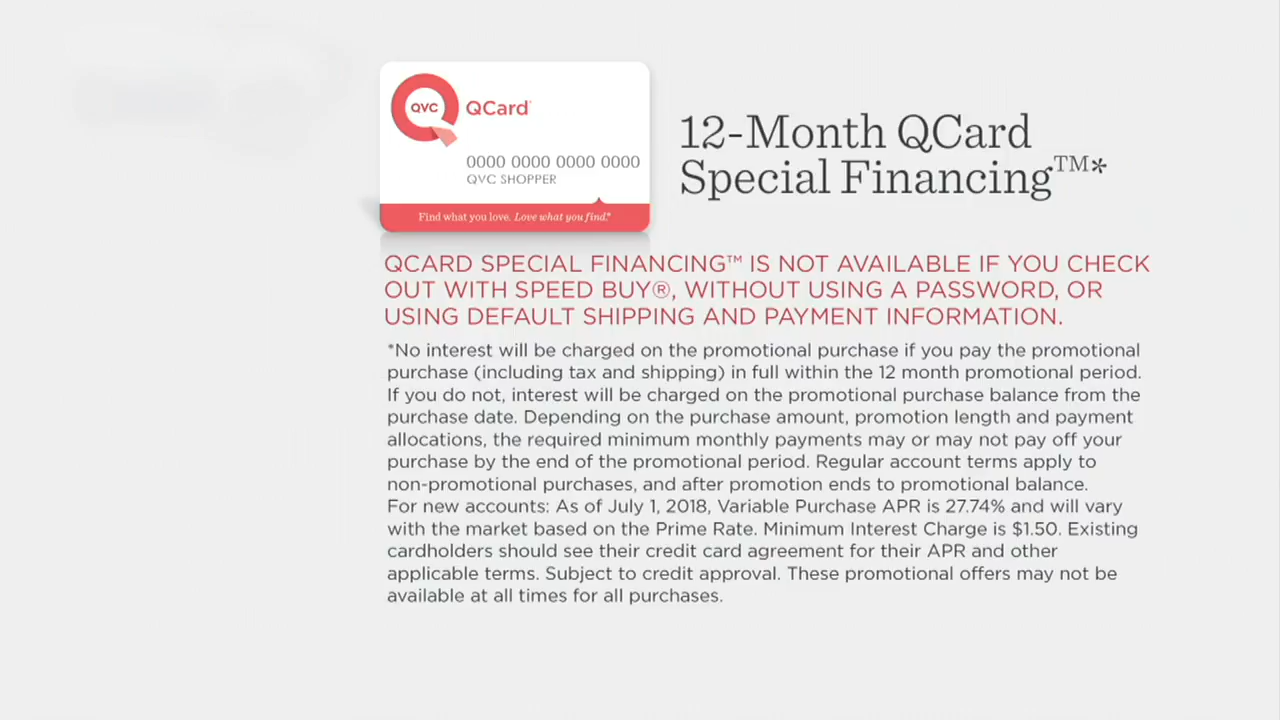 QVC
QCard
0000 0000 0000 0000
QVC SHOPPER
Find what you love. Love what you find.®
12-Month QCard
Special Financing™*
QCARD SPECIAL FINANCING™ IS NOT AVAILABLE IF YOU CHECK
OUT WITH SPEED BUY®, WITHOUT USING A PASSWORD, OR
USING DEFAULT SHIPPING AND PAYMENT INFORMATION.
*No interest will be charged on the promotional purchase if you pay the promotional
purchase (including tax and shipping) in full within the 12 month promotional period.
If you do not, interest will be charged on the promotional purchase balance from the
purchase date. Depending on the purchase amount, promotion length and payment
allocations, the required minimum monthly payments may or may not pay off your
purchase by the end of the promotional period. Regular account terms apply to
non-promotional purchases, and after promotion ends to promotional balance.
For new accounts: As of July 1, 2018, Variable Purchase APR is 27.74% and will vary
with the market based on the Prime Rate. Minimum Interest Charge is $1.50. Existing
cardholders should see their credit card agreement for their APR and other
applicable terms. Subject to credit approval. These promotional offers may not be
available at all times for all purchases.